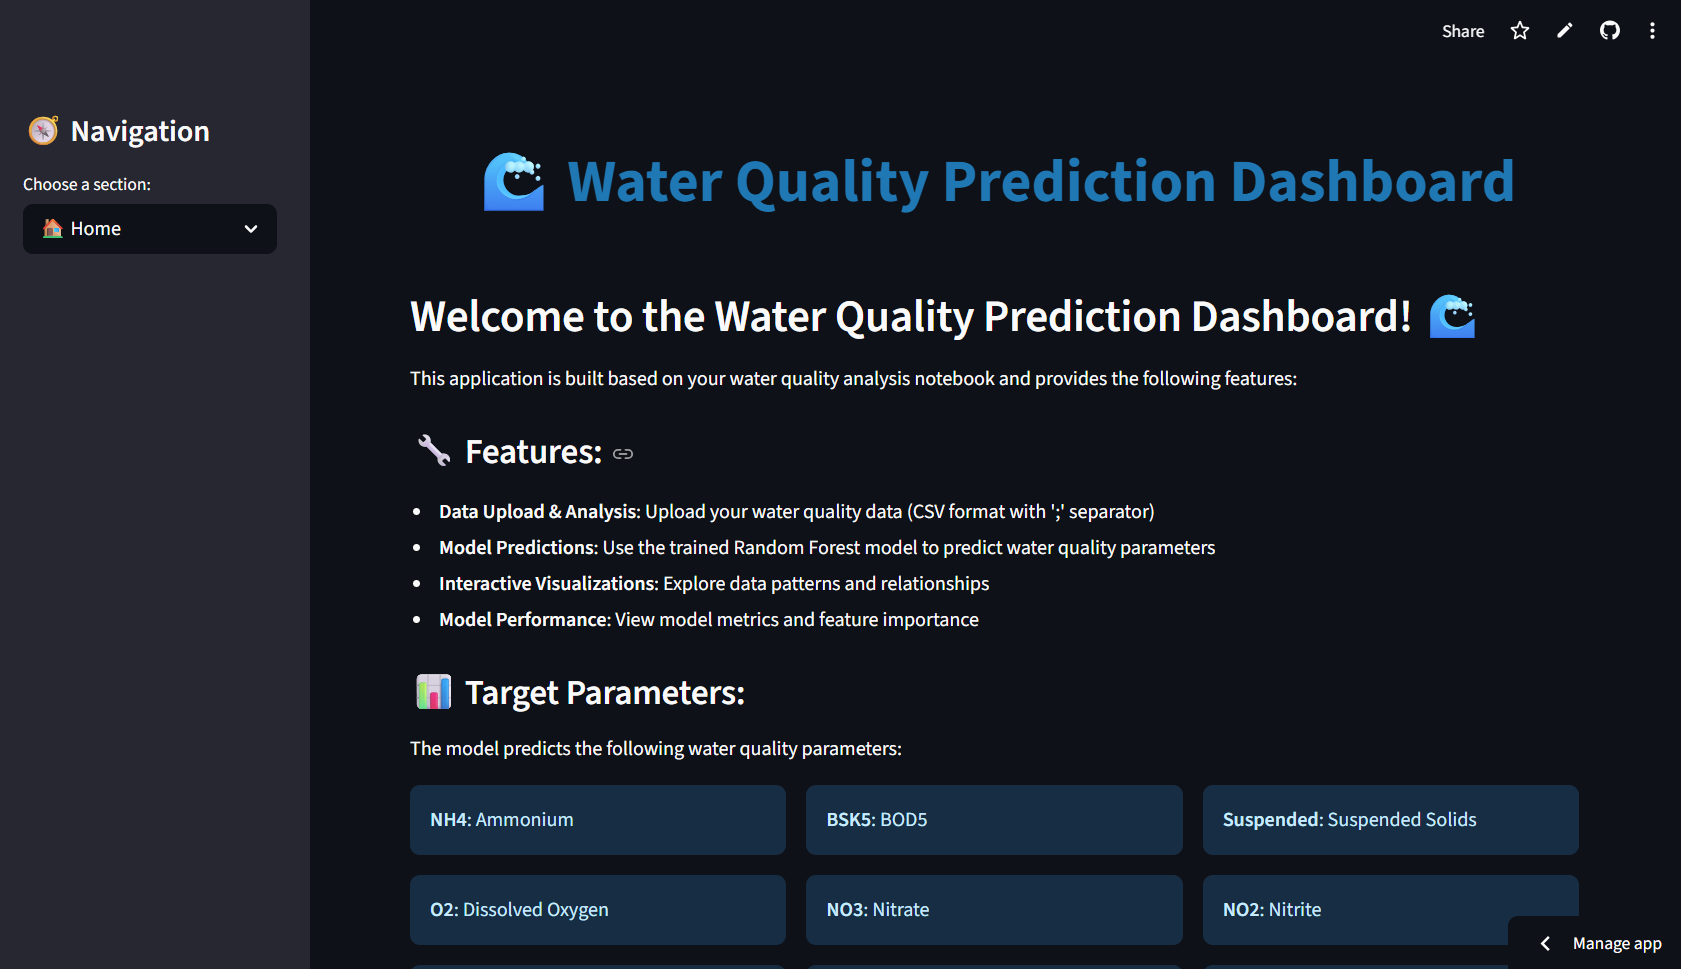 Share
Navigation
Choose a section:
Home
Water Quality Prediction Dashboard
Welcome to the Water Quality Prediction Dashboard!
This application is built based on your water quality analysis notebook and provides the following features:
Features:
Data Upload & Analysis: Upload your water quality data (CSV format with ';' separator)
Model Predictions: Use the trained Random Forest model to predict water quality parameters
Interactive Visualizations: Explore data patterns and relationships
Model Performance: View model metrics and feature importance
Target Parameters:
The model predicts the following water quality parameters:
NH4: Ammonium
BSK5: BOD5
Suspended: Suspended Solids
O2: Dissolved Oxygen
NO3: Nitrate
NO2: Nitrite
Manage app